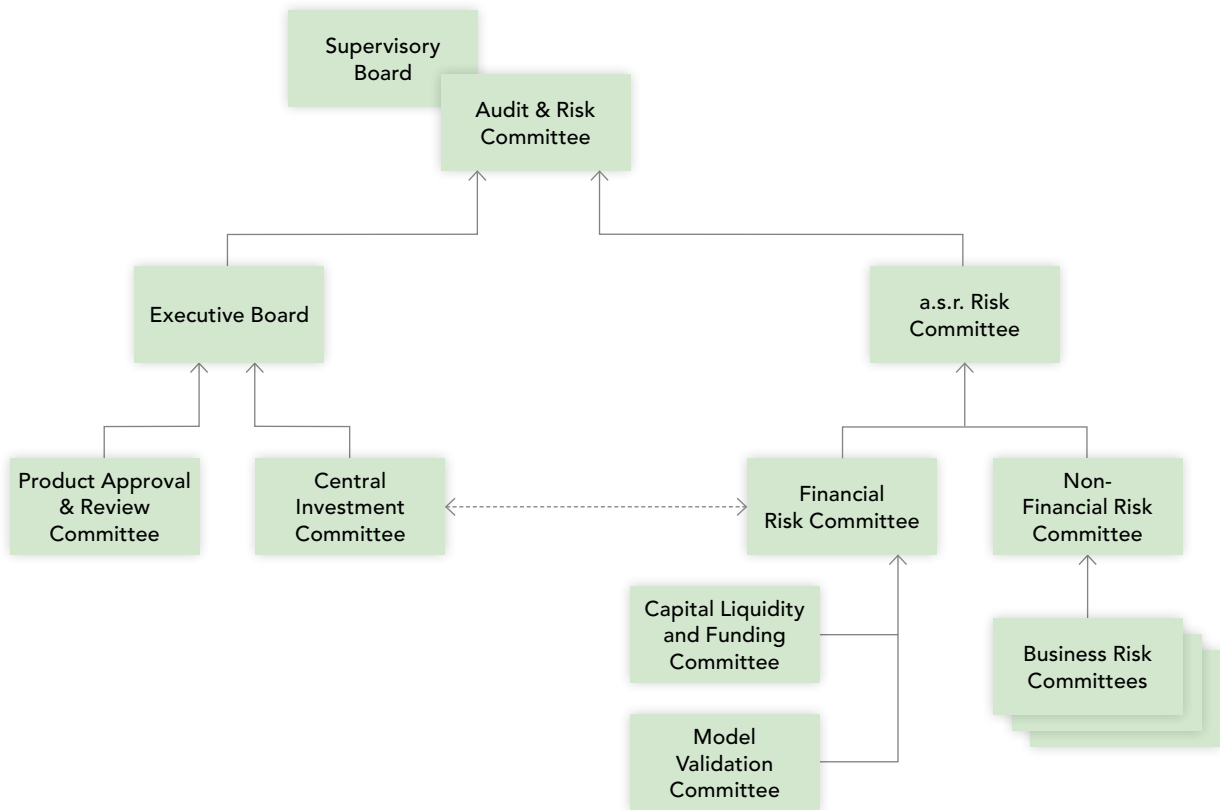 Supervisory
Board
Audit & Risk
Committee
Executive Board
a.s.r. Risk
Committee
Product Approval
& Review
Committee
Central
Investment
Committee
Financial
Risk Committee
Non-
Financial Risk
Committee
Capital Liquidity
and Funding
Committee
Business Risk
Committees
Model
Validation
Committee